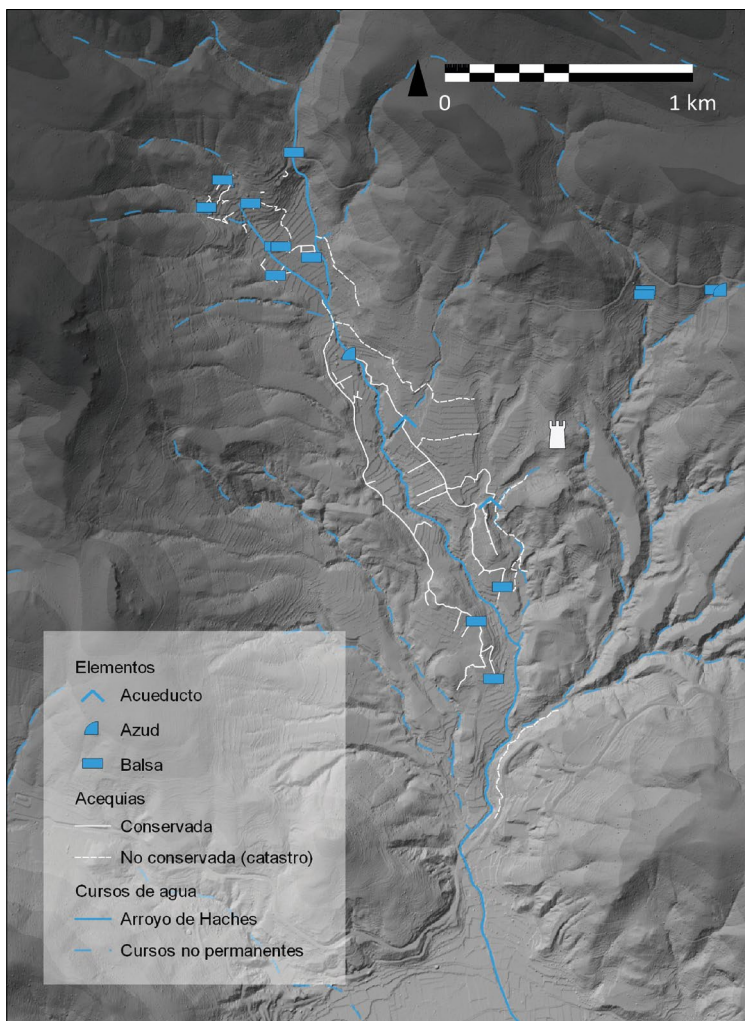 0 1 km
Elementos
Acueducto
Azud
Balsa
Acequias
Conservada
No conservada (catastro)
Cursos de agua
Arroyo de Haches
Cursos no permanentes